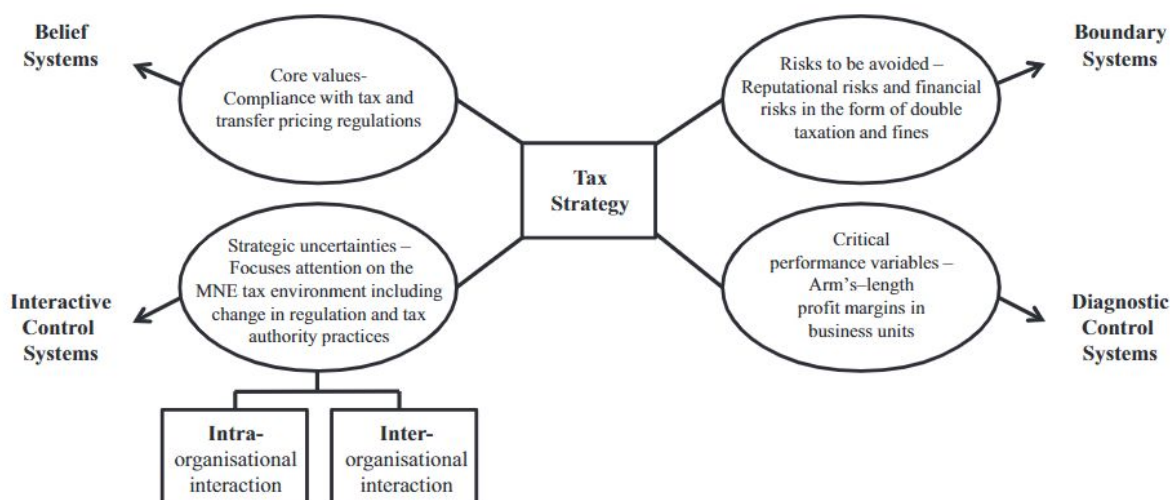 Belief
Systems
Core values-
Compliance with tax and
transfer pricing regulations
Risks to be avoided –
Reputational risks and financial
risks in the form of double
taxation and fines
Boundary
Systems
Tax
Strategy
Interactive
Control
Systems
Strategic uncertainties –
Focuses attention on the
MNE tax environment including
change in regulation and tax
authority practices
Critical
performance variables –
Arm's–length
profit margins in
business units
Diagnostic
Control
Systems
Intra-
organisational
interaction
Inter-
organisational
interaction